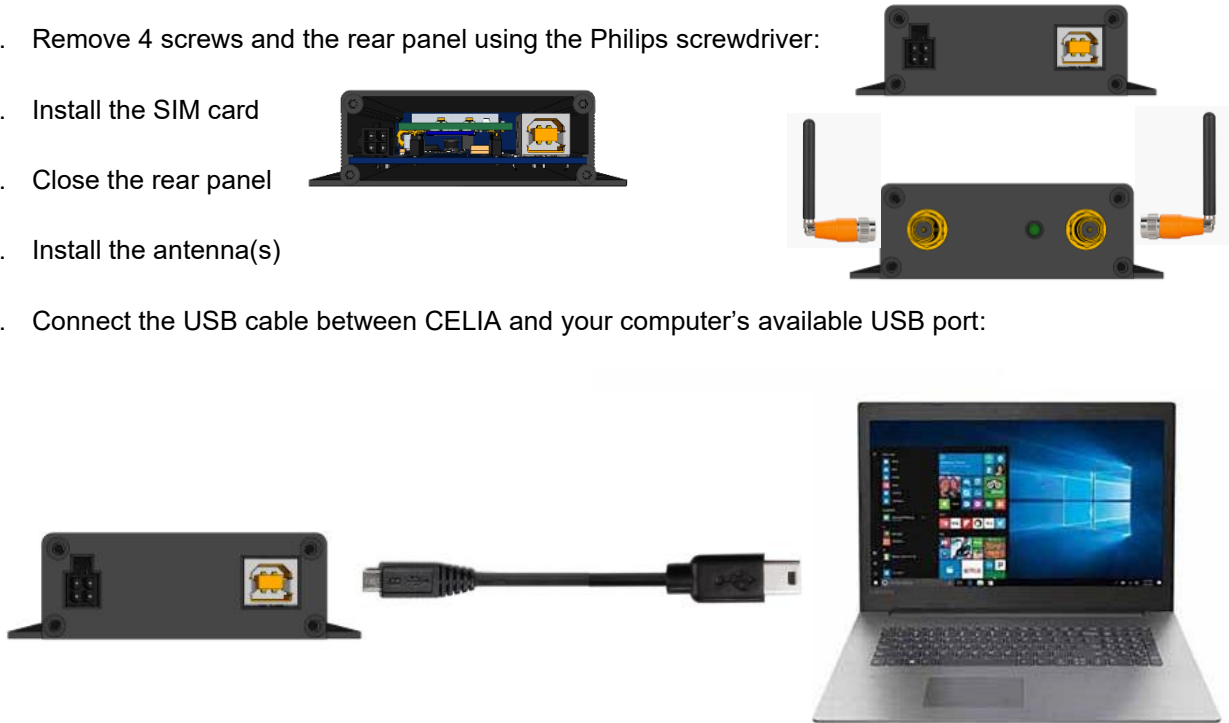 . Remove 4 screws and the rear panel using the Philips screwdriver:
. Install the SIM card
. Close the rear panel
. Install the antenna(s)
. Connect the USB cable between CELIA and your computer’s available USB port: